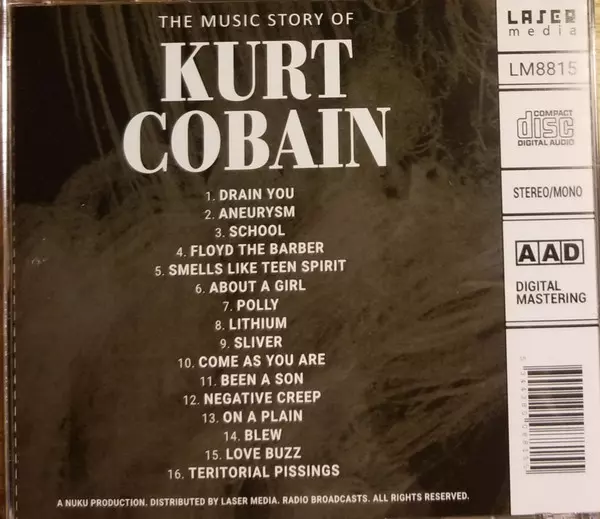 THE MUSIC STORY OF
KURT
COBAIN
1. DRAIN YOU
2. ANEURYSM
3. SCHOOL
4. FLOYD THE BARBER
5. SMELLS LIKE TEEN SPIRIT
6. ABOUT A GIRL
7. POLLY
8. LITHIUM
9. SLIVER
10. COME AS YOU ARE
11. BEEN A SON
12. NEGATIVE CREEP
13. ON A PLAIN
14. BLEW
15. LOVE BUZZ
16. TERITORIAL PISSINGS
A NUKU PRODUCTION. DISTRIBUTED BY LASER MEDIA. RADIO BROADCASTS. ALL RIGHTS RESERVED.
LASER
media
LM8815
COMPACT
disc
DIGITAL AUDIO
STEREO/MONO
AAD
DIGITAL
MASTERING